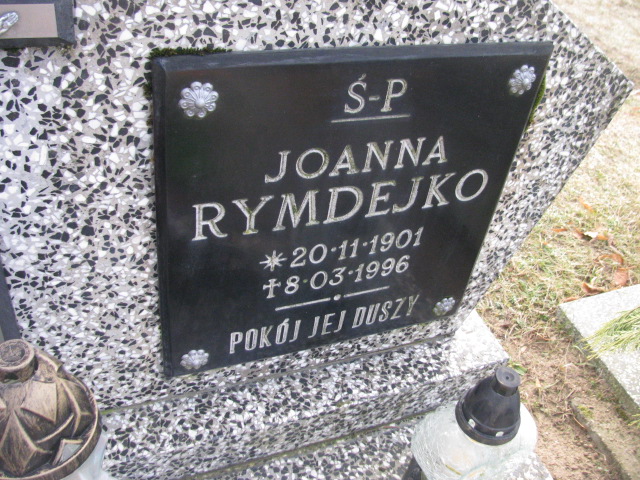 Ś-P
JOANNA
RYMDEJKO
* 20·11·1901
† 8·03·1996
POKÓJ JEJ DUSZY